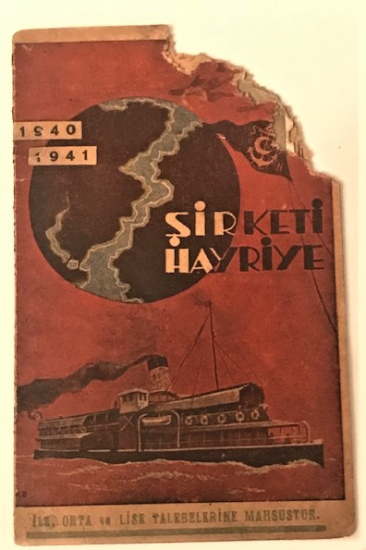 1940
1941
ŞİRKETİ
HAYRİYE
İLK, ORTA ve LİSE TALEBELERİNE MAHSUSTUR.